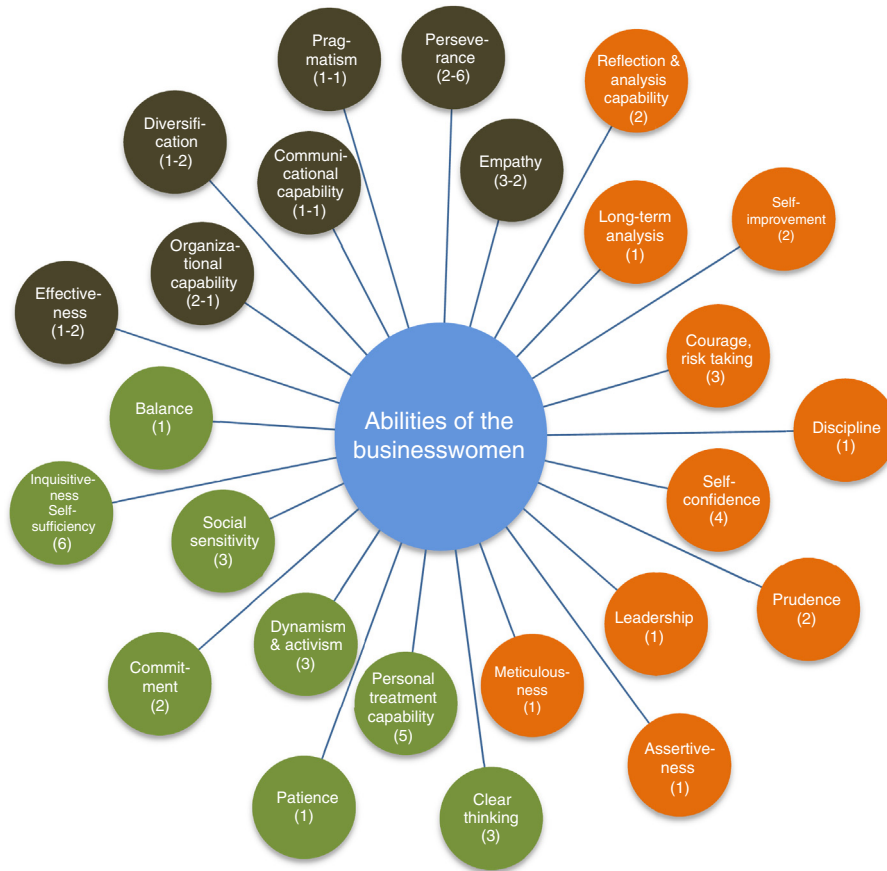 Prag-
matism
(1-1)
Perseve-
rance
(2-6)
Reflection &
analysis
capability
(2)
Diversifi-
cation
(1-2)
Communi-
cational
capability
(1-1)
Empathy
(3-2)
Long-term
analysis
(1)
Self-
improvement
(2)
Organiza-
tional
capability
(2-1)
Effective-
ness
(1-2)
Courage,
risk taking
(3)
Balance
(1)
Abilities of the
businesswomen
Discipline
(1)
Inquisitive-
ness
Self-
sufficiency
(6)
Social
sensitivity
(3)
Self-
confidence
(4)
Prudence
(2)
Leadership
(1)
Dynamism
& activism
(3)
Commit-
ment
(2)
Personal
treatment
capability
(5)
Meticulous-
ness
(1)
Assertive-
ness
(1)
Patience
(1)
Clear
thinking
(3)